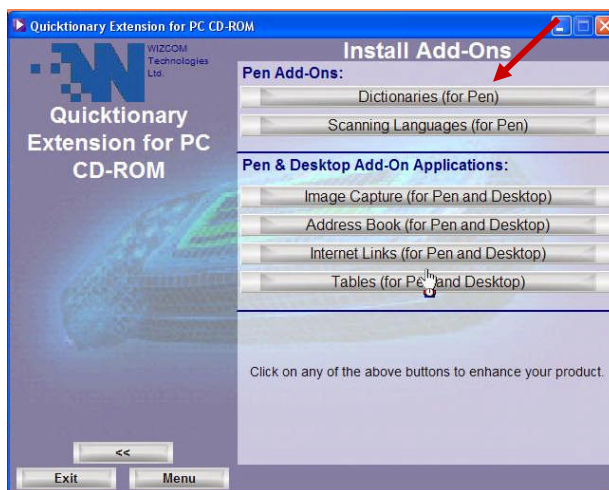 Quicktionary Extension for PC CD-ROM
WIZCOM
Technologies
Ltd.
Quicktionary
Extension for PC
CD-ROM
Install Add-Ons
Pen Add-Ons:
Dictionaries (for Pen)
Scanning Languages (for Pen)
Pen & Desktop Add-On Applications:
Image Capture (for Pen and Desktop)
Address Book (for Pen and Desktop)
Internet Links (for Pen and Desktop)
Tables (for Pen and Desktop)
Click on any of the above buttons to enhance your product.
<<
Exit
Menu